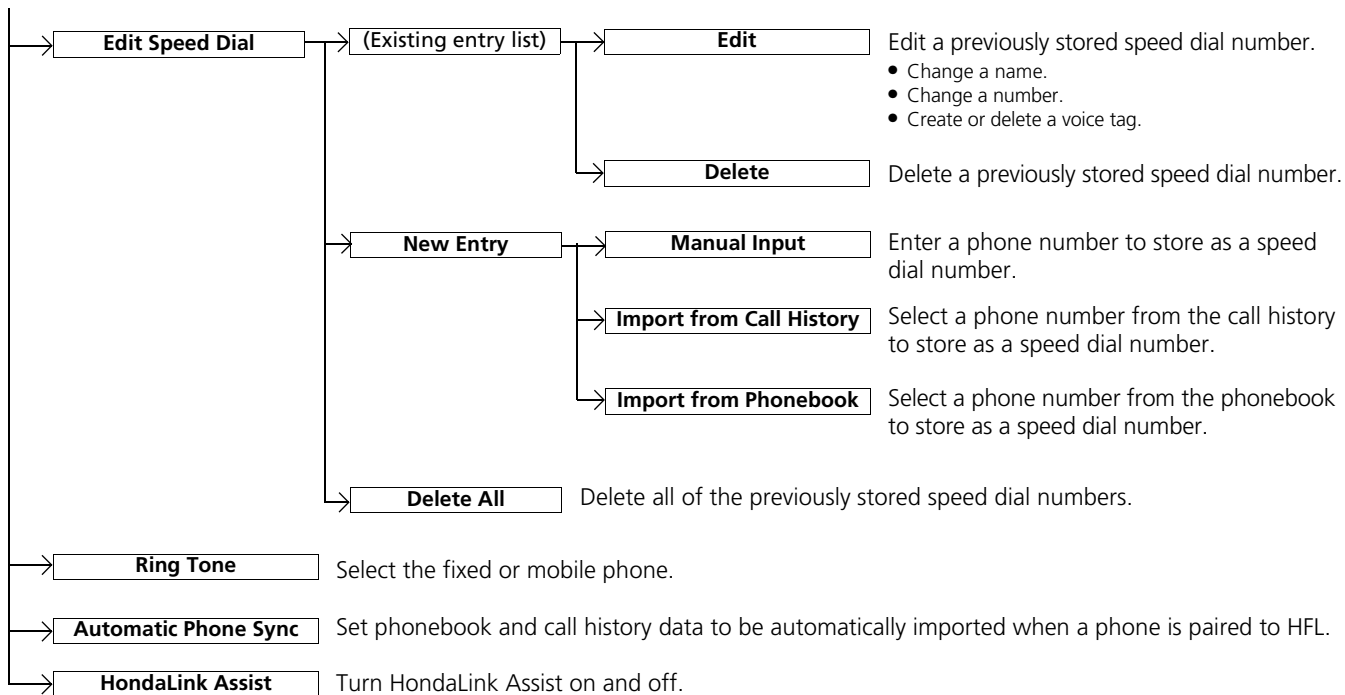 Edit Speed Dial
(Existing entry list)
Edit
Edit a previously stored speed dial number.
• Change a name.
• Change a number.
• Create or delete a voice tag.
Delete
Delete a previously stored speed dial number.
New Entry
Manual Input
Enter a phone number to store as a speed
dial number.
Import from Call History
Select a phone number from the call history
to store as a speed dial number.
Import from Phonebook
Select a phone number from the phonebook
to store as a speed dial number.
Delete All
Delete all of the previously stored speed dial numbers.
Ring Tone
Select the fixed or mobile phone.
Automatic Phone Sync
Set phonebook and call history data to be automatically imported when a phone is paired to HFL.
HondaLink Assist
Turn HondaLink Assist on and off.